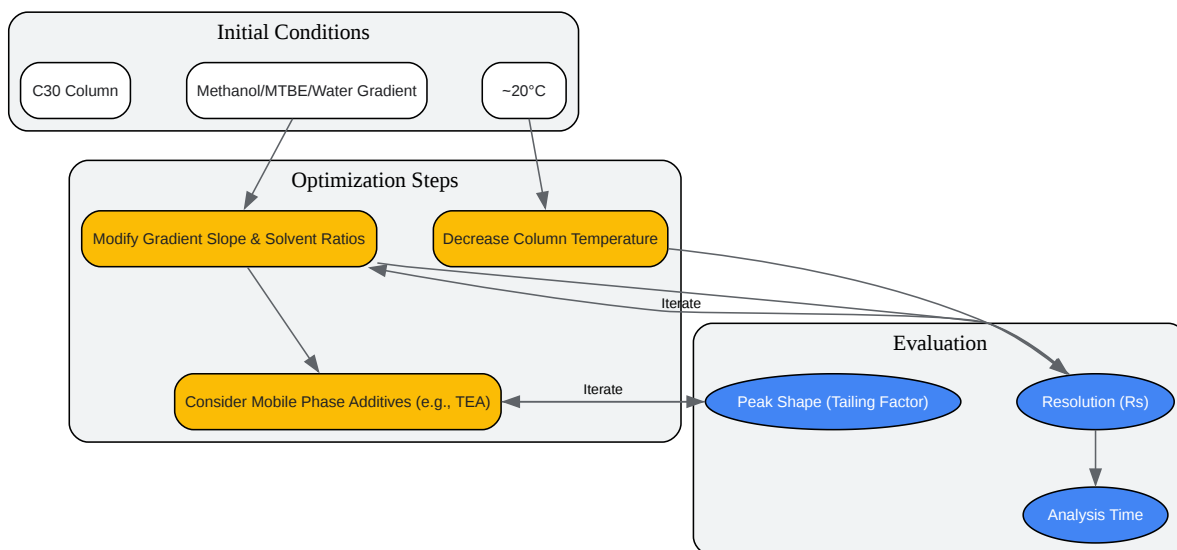 Initial Conditions
C30 Column
Methanol/MTBE/Water Gradient
~20°C
Optimization Steps
Modify Gradient Slope & Solvent Ratios
Decrease Column Temperature
Iterate
Evaluation
Consider Mobile Phase Additives (e.g., TEA)
Iterate
Peak Shape (Tailing Factor)
Resolution (Rs)
Analysis Time